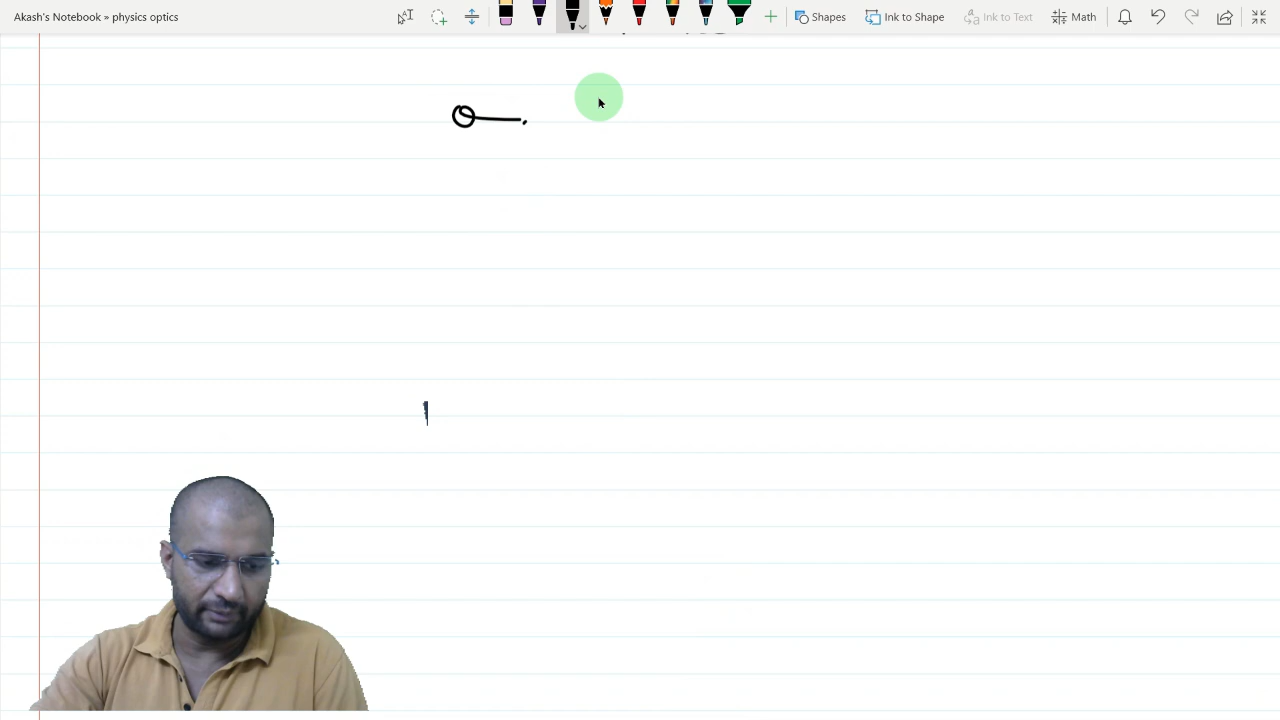 Akash's Notebook » physics optics
Shapes
Ink to Shape
Ink to Text
Math